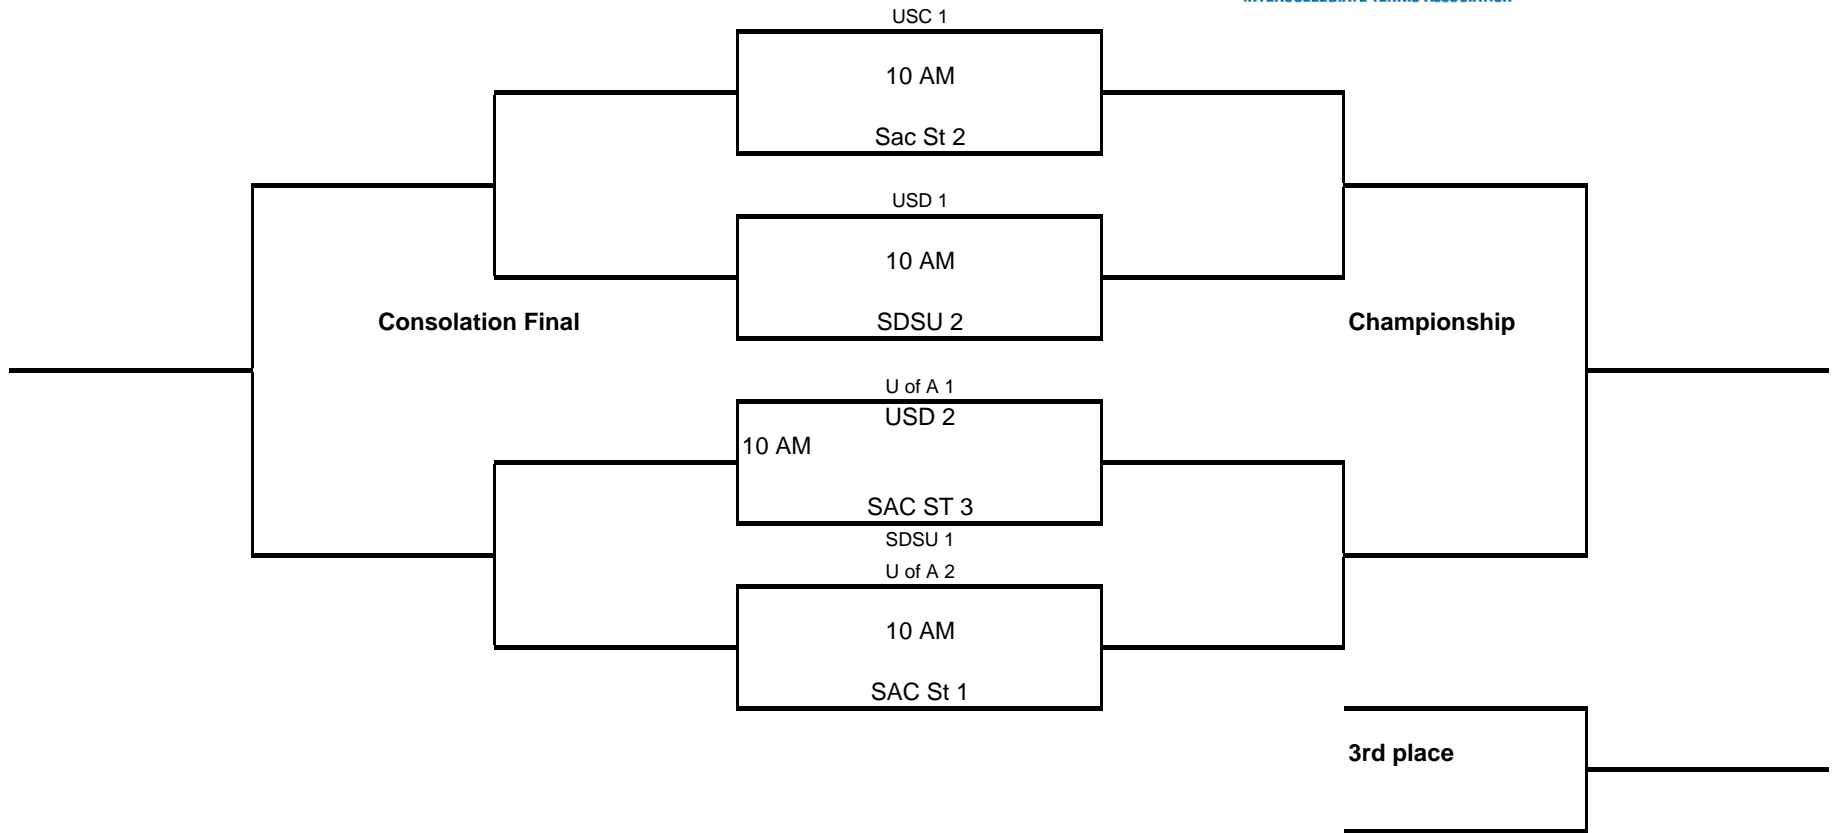 USC 1
10 AM
Sac St 2
USD 1
10 AM
SDSU 2
Consolation Final
Championship
U of A 1
USD 2
10 AM
SAC ST 3
SDSU 1
U of A 2
10 AM
SAC St 1
3rd place